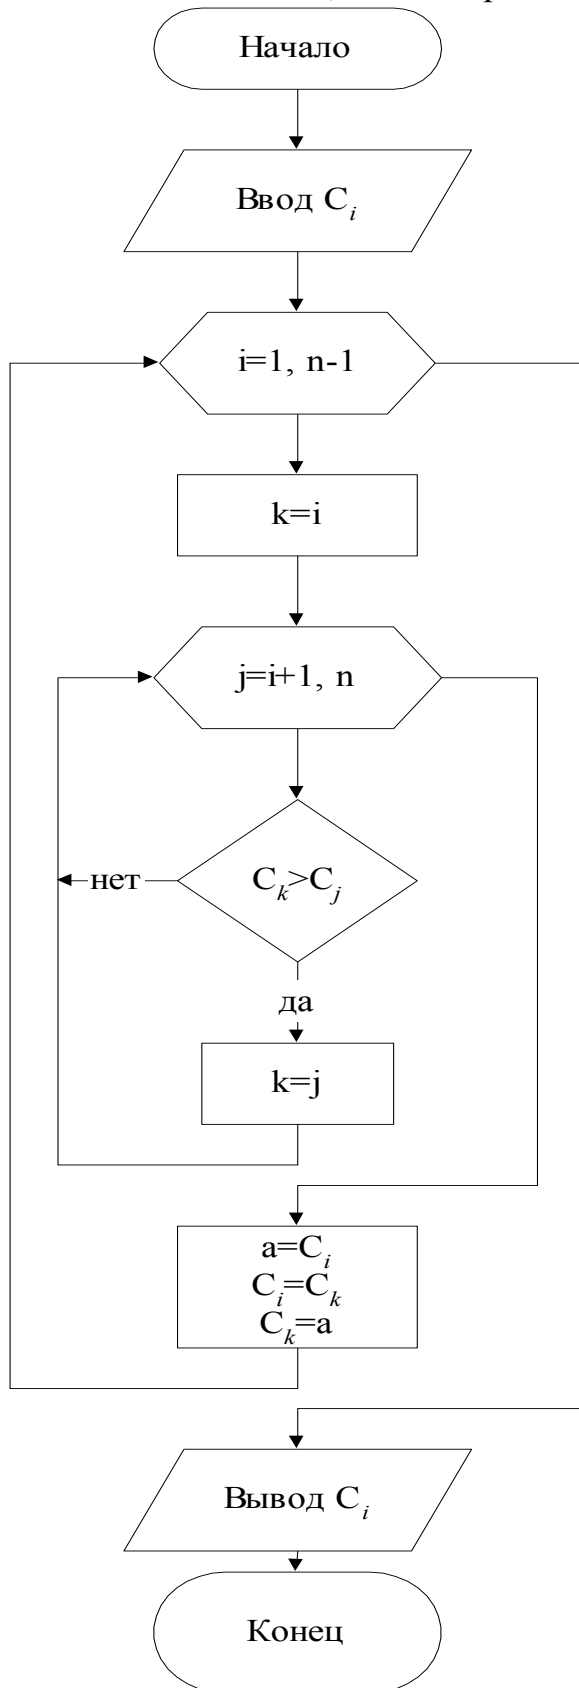 Начало
Ввод C_i
i=1, n-1
k=i
j=i+1, n
C_k>C_j
нет
да
k=j
a=C_i
C_i=C_k
C_k=a
Вывод C_i
Конец